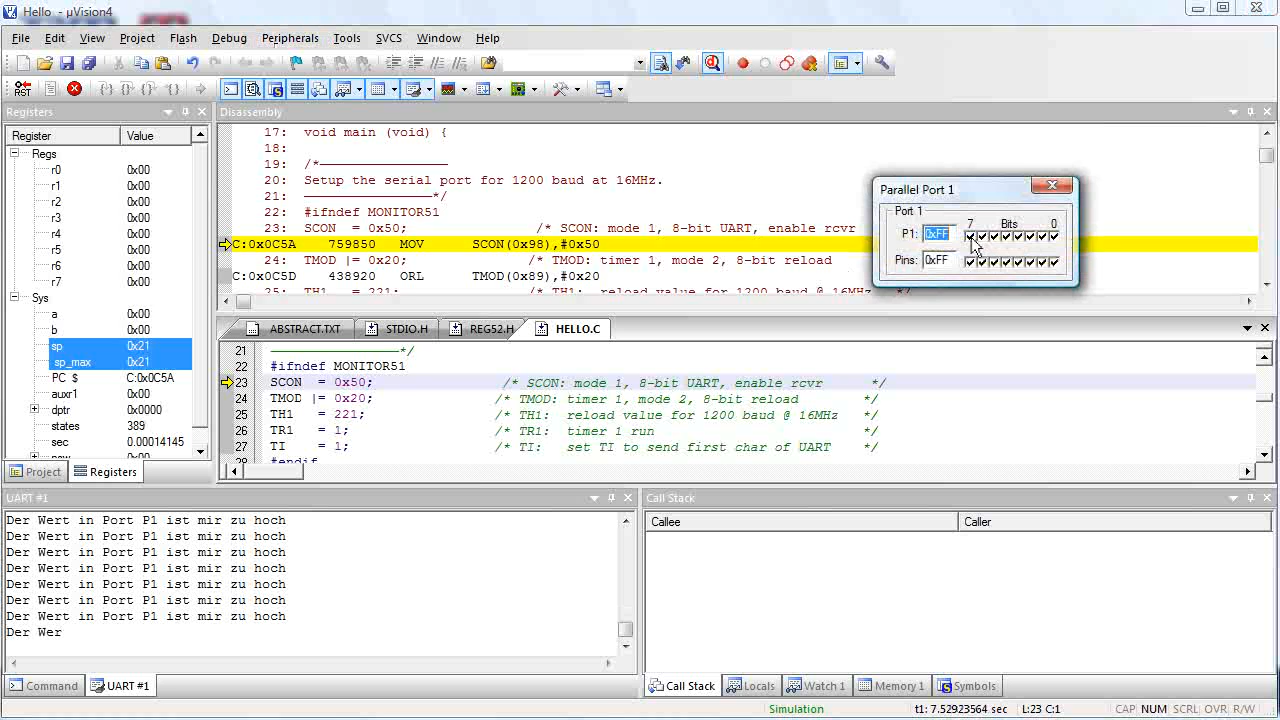 Hello - µVision4
File Edit View Project Flash Debug Peripherals Tools SVCS Window Help
RST
Registers
Register Value
Regs
r0 0x00
r1 0x00
r2 0x00
r3 0x00
r4 0x00
r5 0x00
r6 0x00
r7 0x00
Sys
a 0x00
b 0x00
sp 0x21
sp_max 0x21
PC $ C:0x0C5A
auxr1 0x00
dptr 0x0000
states 389
sec 0.00014145
Project Registers
Disassembly
17: void main (void) {
18:
19: /*------------------
20: Setup the serial port for 1200 baud at 16MHz.
21: ------------------*/
22: #ifndef MONITOR51
23: SCON = 0x50; /* SCON: mode 1, 8-bit UART, enable rcvr
C:0x0C5A 759850 MOV SCON(0x98),#0x50
24: TMOD |= 0x20; /* TMOD: timer 1, mode 2, 8-bit reload
C:0x0C5D 438920 ORL TMOD(0x89),#0x20
25: TH1 = 221; /* TH1: reload value for 1200 baud @ 16MHz */
Parallel Port 1
Port 1
7 Bits 0
P1: 0xFF
Pins: 0xFF
ABSTRACT.TXT STDIO.H REG52.H HELLO.C
21 ------------------*/
22 #ifndef MONITOR51
23 SCON = 0x50; /* SCON: mode 1, 8-bit UART, enable rcvr */
24 TMOD |= 0x20; /* TMOD: timer 1, mode 2, 8-bit reload */
25 TH1 = 221; /* TH1: reload value for 1200 baud @ 16MHz */
26 TR1 = 1; /* TR1: timer 1 run */
27 TI = 1; /* TI: set TI to send first char of UART */
28 #endif
UART #1
Der Wert in Port P1 ist mir zu hoch
Der Wert in Port P1 ist mir zu hoch
Der Wert in Port P1 ist mir zu hoch
Der Wert in Port P1 ist mir zu hoch
Der Wert in Port P1 ist mir zu hoch
Der Wert in Port P1 ist mir zu hoch
Der Wert in Port P1 ist mir zu hoch
Der Wer
Command UART #1
Call Stack
Callee Caller
Call Stack Locals Watch 1 Memory 1 Symbols
Simulation t1: 7.52923564 sec L:23 C:1 CAP NUM SCRL OVR R/W